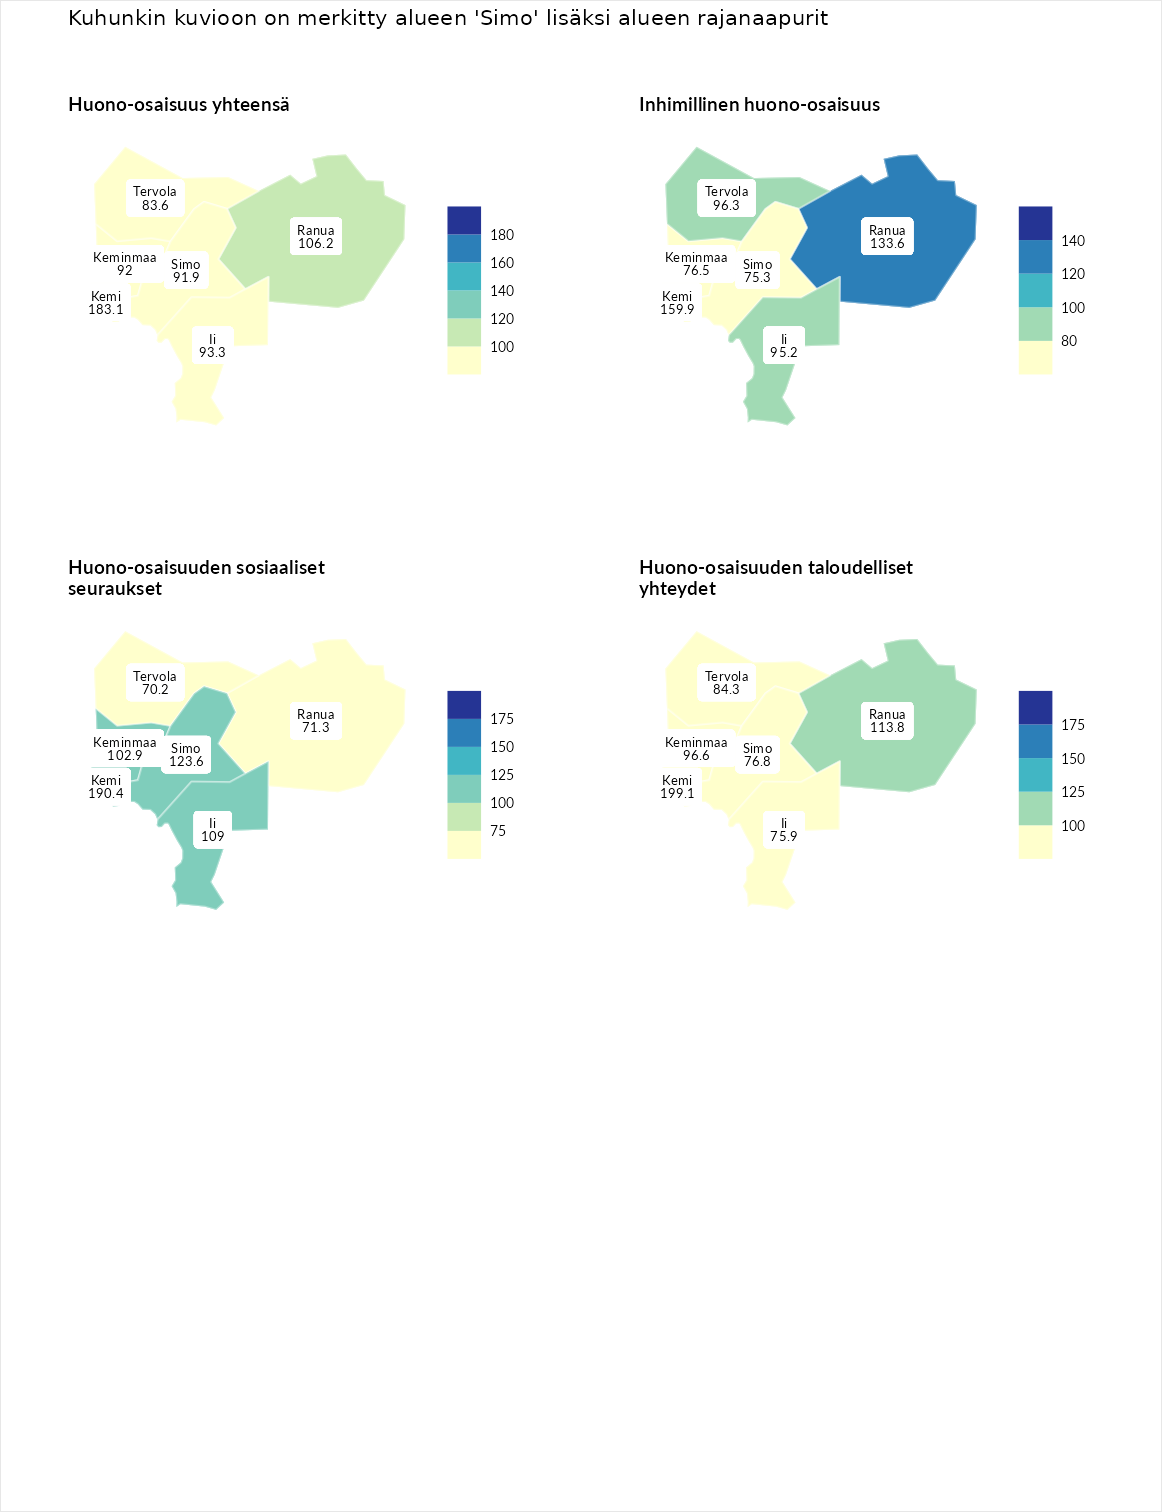 Kuhunkin kuvioon on merkitty alueen 'Simo' lisäksi alueen rajanaapurit
Huono-osaisuus yhteensä
Tervola
83.6
Ranua
106.2
Keminmaa
92
Simo
91.9
Kemi
183.1
Ii
93.3
180
160
140
120
100
Inhimillinen huono-osaisuus
Tervola
96.3
Ranua
133.6
Keminmaa
76.5
Simo
75.3
Kemi
159.9
Ii
95.2
140
120
100
80
Huono-osaisuuden sosiaaliset
seuraukset
Tervola
70.2
Ranua
71.3
Keminmaa
102.9
Simo
123.6
Kemi
190.4
Ii
109
175
150
125
100
75
Huono-osaisuuden taloudelliset
yhteydet
Tervola
84.3
Ranua
113.8
Keminmaa
96.6
Simo
76.8
Kemi
199.1
Ii
75.9
175
150
125
100